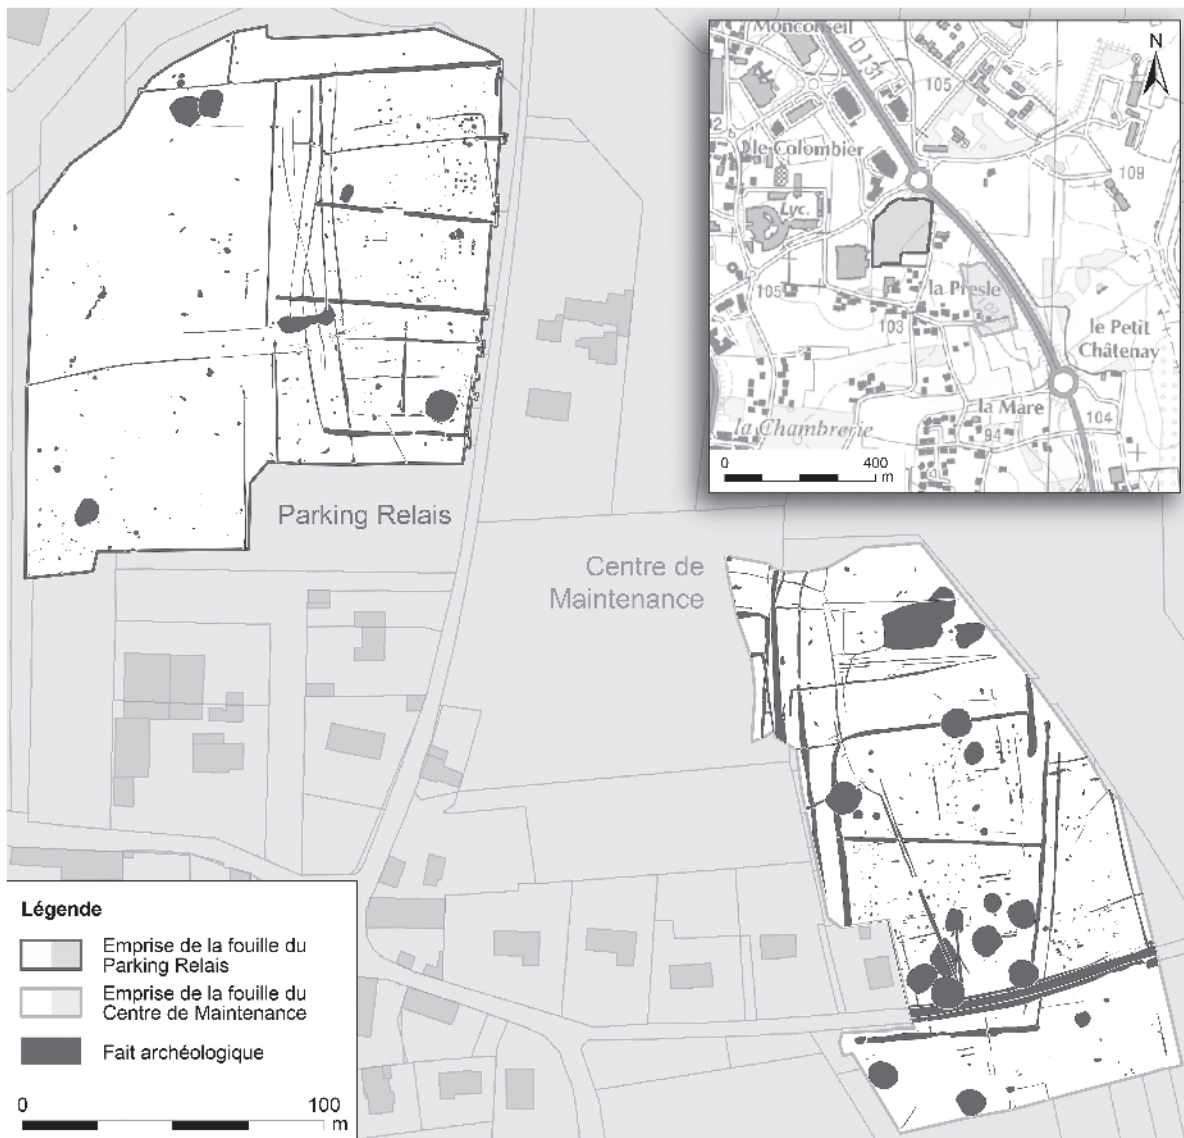 Monconseil
D 131
N
105
le Colombier
109
Lyc.
la Presle
105
103
le Petit
Châtenay
la Mare
104
94
la Chambrerie
0 400
m
Parking Relais
Centre de
Maintenance
Légende
Emprise de la fouille du
Parking Relais
Emprise de la fouille du
Centre de Maintenance
Fait archéologique
0 100
m